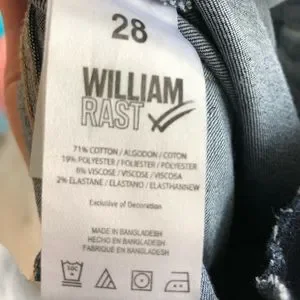 28
WILLIAM
RAST
71% COTTON / ALGODON / COTON
19% POLYESTER / POLIESTER / POLYESTER
8% VISCOSE / VISCOSA / VISCOSA
2% ELASTANE / ELASTANO / ELASTHANNE
Exclusive of Decoration
MADE IN BANGLADESH
HECHO EN BANGLADESH
FABRIQUÉ EN BANGLADESH